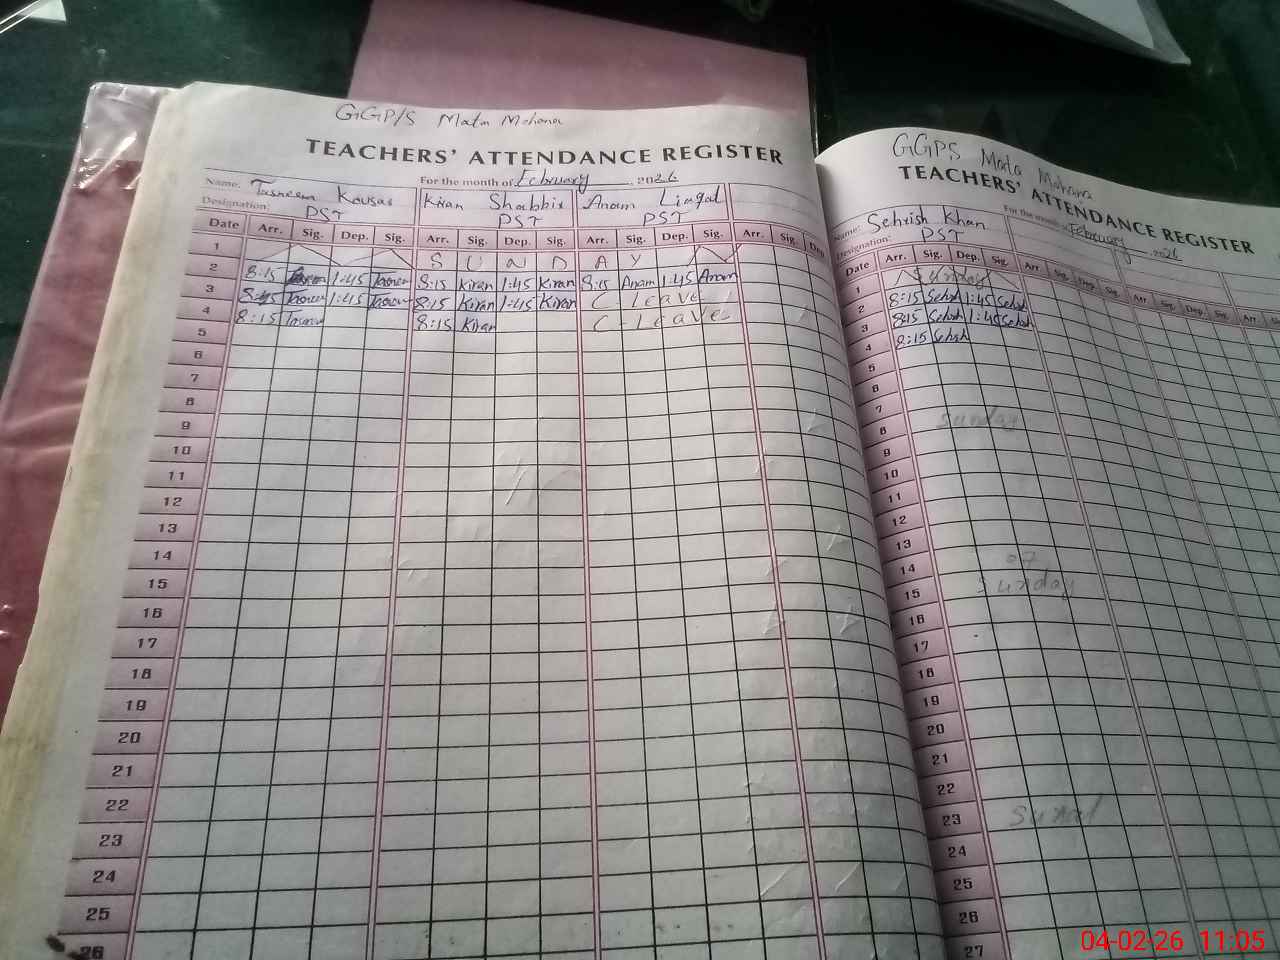 GGP/S Mata Mohana
TEACHERS' ATTENDANCE REGISTER
For the month of February 2026
Name: Tasneem Kousar Kiran Shabbir Anam Liaqat
Designation: PST PST PST
Date Arr. Sig. Dep. Sig. Arr. Sig. Dep. Sig. Arr. Sig. Dep. Sig. Arr. Sig. Dep
1 S U N D A Y
2 8:15 Tasneem 1:45 Tasneem 8:15 Kiran 1:45 Kiran 8:15 Anam 1:45 Anam
3 8:15 Tasneem 1:45 Tasneem 8:15 Kiran 1:45 Kiran C Leave
4 8:15 Tasneem 8:15 Kiran C-Leave
5
6
7
8
9
10
11
12
13
14
15
16
17
18
19
20
21
22
23
24
25
26
GGPS Mata Mohana
TEACHERS' ATTENDANCE REGISTER
For the month of February 2026
Name: Sehrish Khan
Designation: PST
Date Arr. Sig. Dep. Sig. Arr. Sig. Dep. Sig. Arr. Sig. Dep. Sig. Arr. Sig.
1 Sunday
2 8:15 Sehrish 1:45 Sehrish
3 8:15 Sehrish 1:45 Sehrish
4 8:15 Sehrish
5
6
7
8 Sunday
9
10
11
12
13
14
15 Sunday
16
17
18
19
20
21
22
23
24
25
26
27
04-02-26 11:05